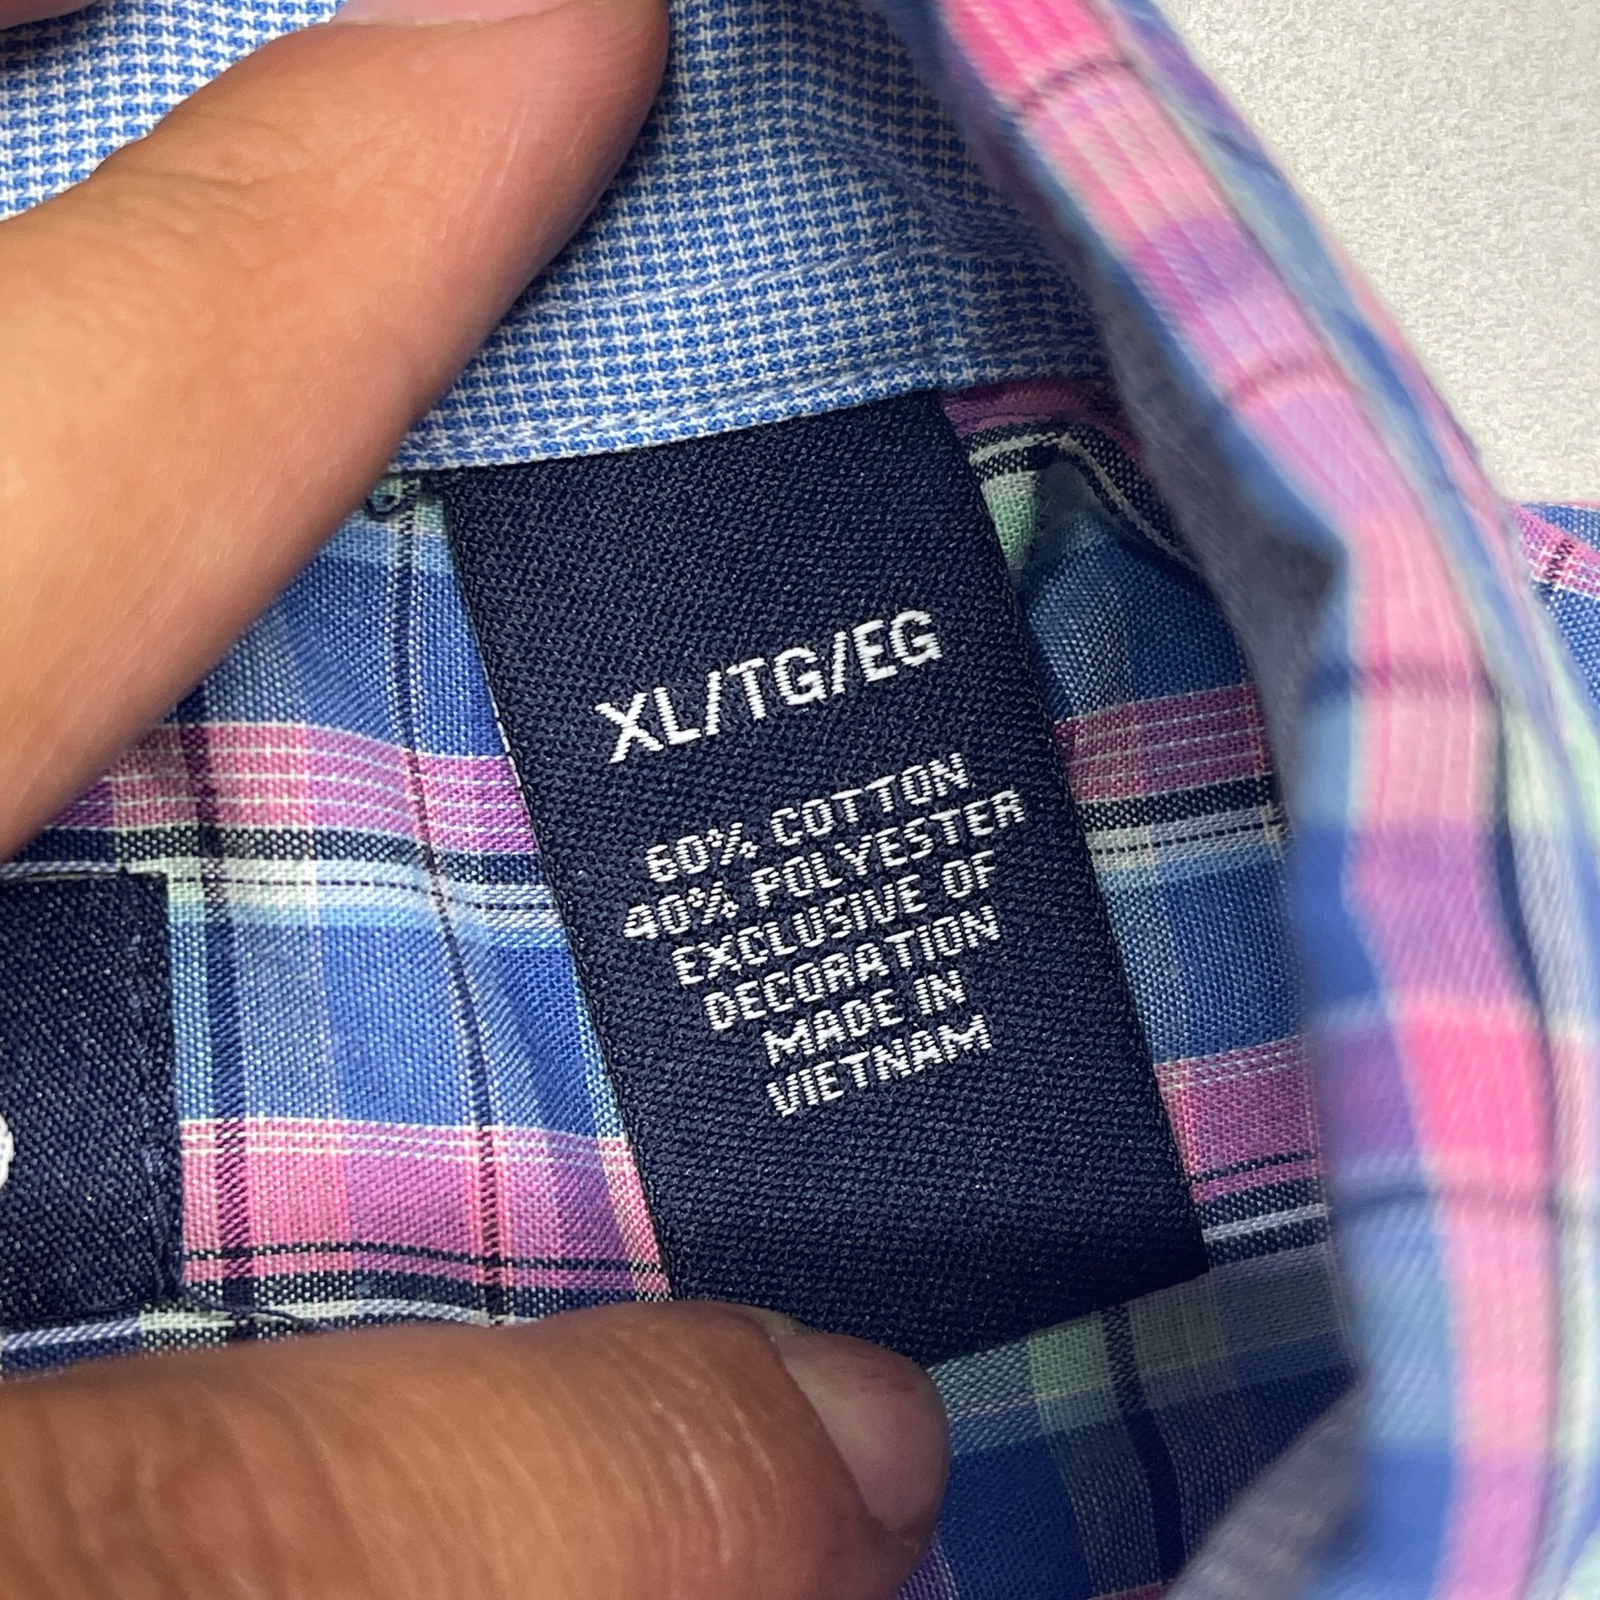 XL/TG/EG
60% COTTON
40% POLYESTER
EXCLUSIVE OF
DECORATION
MADE IN
VIETNAM